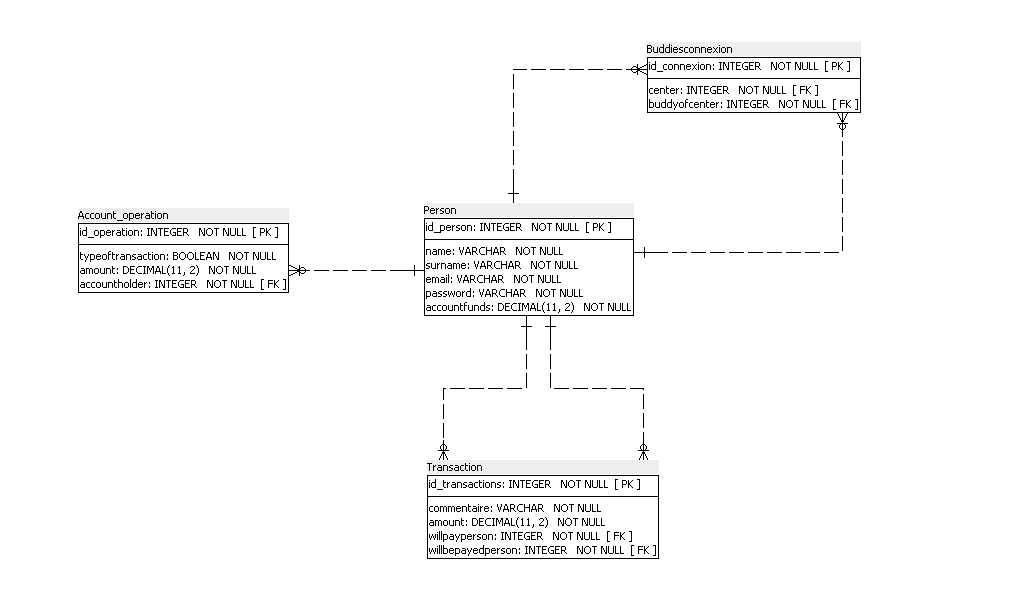 Buddiesconnexion
id_connexion: INTEGER NOT NULL [ PK ]
center: INTEGER NOT NULL [ FK ]
buddyofcenter: INTEGER NOT NULL [ FK ]
Account_operation
id_operation: INTEGER NOT NULL [ PK ]
typeoftransaction: BOOLEAN NOT NULL
amount: DECIMAL(11, 2) NOT NULL
accountholder: INTEGER NOT NULL [ FK ]
Person
id_person: INTEGER NOT NULL [ PK ]
name: VARCHAR NOT NULL
surname: VARCHAR NOT NULL
email: VARCHAR NOT NULL
password: VARCHAR NOT NULL
accountfunds: DECIMAL(11, 2) NOT NULL
Transaction
id_transactions: INTEGER NOT NULL [ PK ]
commentaire: VARCHAR NOT NULL
amount: DECIMAL(11, 2) NOT NULL
willpayperson: INTEGER NOT NULL [ FK ]
willbepayedperson: INTEGER NOT NULL [ FK ]